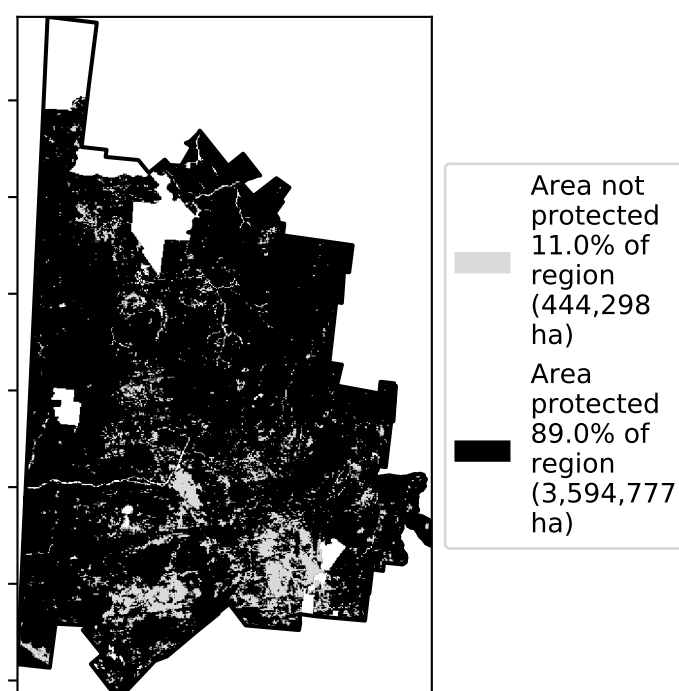 Area not
protected
11.0% of
region
(444,298
ha)
Area
protected
89.0% of
region
(3,594,777
ha)